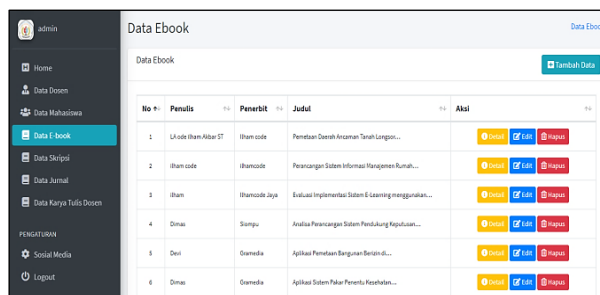 admin
Data Ebook
Data Eboo
Home
Data Dosen
Data Mahasiswa
Data E-book
Data Skripsi
Data Jurnal
Data Karya Tulis Dosen
PENGATURAN
Sosial Media
Logout
Data Ebook
Tambah Data
No Penulis Penerbit Judul Aksi
1 LA ode Ilham Akbar ST Ilham code Pemetaan Daerah Ancaman Tanah Longsor... Detail Edit Hapus
2 ilham code ilhamcode Perancangan Sistem Informasi Manajemen Rumah... Detail Edit Hapus
3 ilham Ilhamcode Jaya Evaluasi Implementasi Sistem E-Learning menggunakan... Detail Edit Hapus
4 Dimas Siompu Analisa Perancangan Sistem Pendukung Keputusan... Detail Edit Hapus
5 Devi Gramedia Aplikasi Pemetaan Bangunan Berizin di... Detail Edit Hapus
6 Dimas Gramedia Aplikasi Sistem Pakar Penentu Kesehatan... Detail Edit Hapus